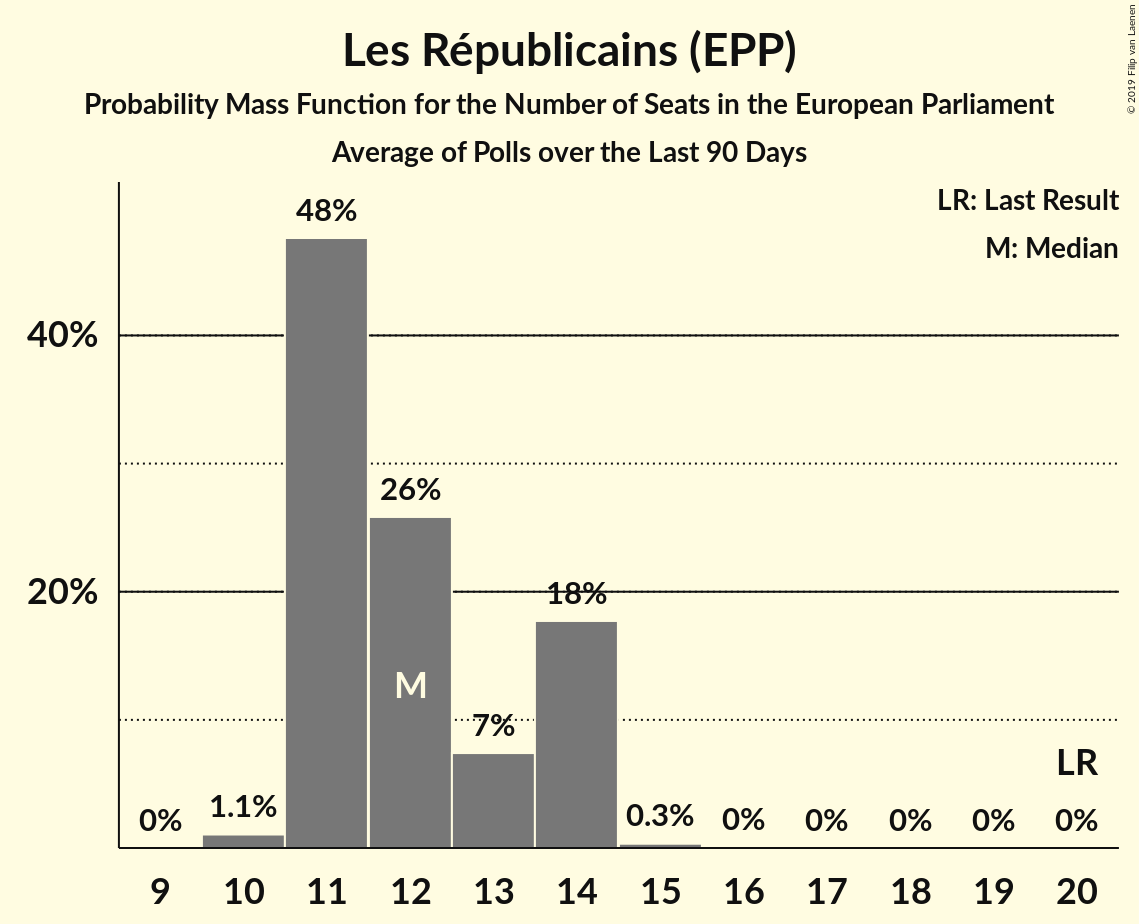 Les Républicains (EPP)
Probability Mass Function for the Number of Seats in the European Parliament
Average of Polls over the Last 90 Days
© 2019 Filip van Laenen
LR: Last Result
M: Median
48%
40%
26%
20%
18%
M
7%
LR
0% 1.1% 0.3% 0% 0% 0% 0% 0%
9 10 11 12 13 14 15 16 17 18 19 20